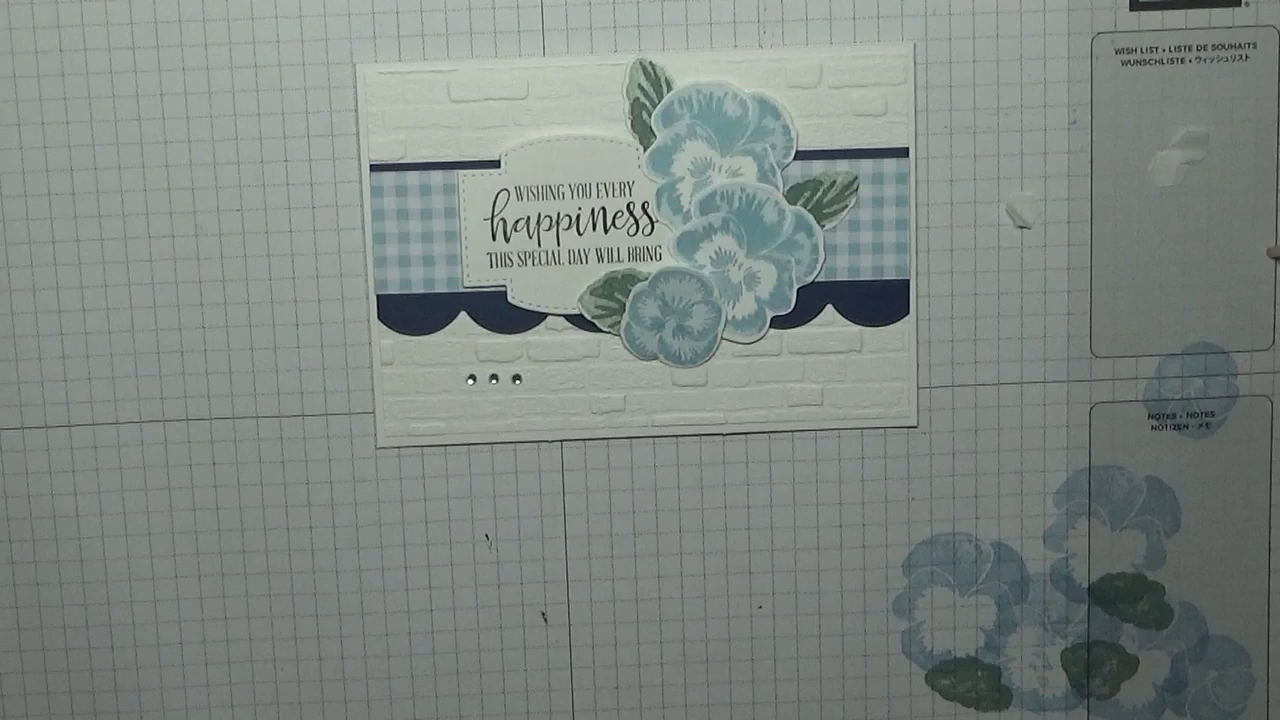 WISHING YOU EVERY
happiness
THIS SPECIAL DAY WILL BRING
WISH LIST • LISTE DE SOUHAITS
WUNSCHLISTE • ウィッシュリスト
NOTES • NOTES
NOTIZEN • メモ